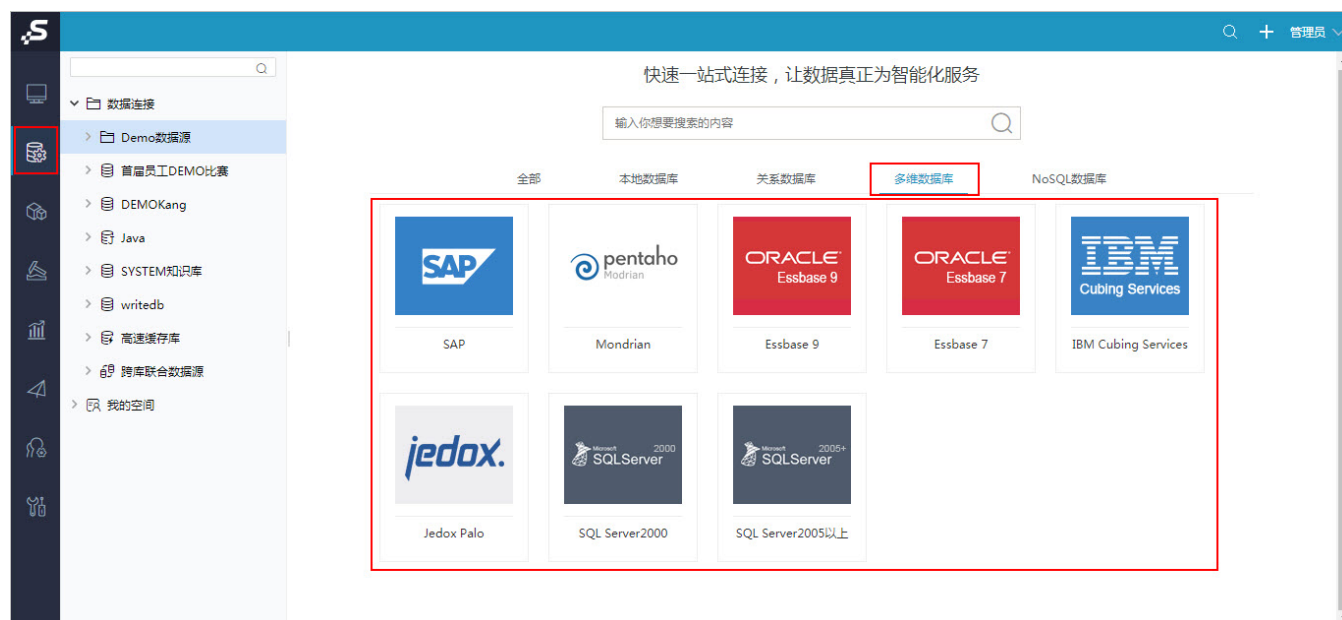 S
管理员
快速一站式连接，让数据真正为智能化服务
输入你想要搜索的内容
数据连接
Demo数据源
首届员工DEMO比赛
DEMOKang
Java
SYSTEM知识库
writedb
高速缓存库
跨库联合数据源
我的空间
全部 本地数据库 关系数据库 多维数据库 NoSQL数据库
SAP
pentaho
Modrian
ORACLE
Essbase 9
ORACLE
Essbase 7
IBM
Cubing Services
SAP Mondrian Essbase 9 Essbase 7 IBM Cubing Services
jedox.
Microsoft 2000
SQLServer
Microsoft 2005+
SQLServer
Jedox Palo SQL Server2000 SQL Server2005以上